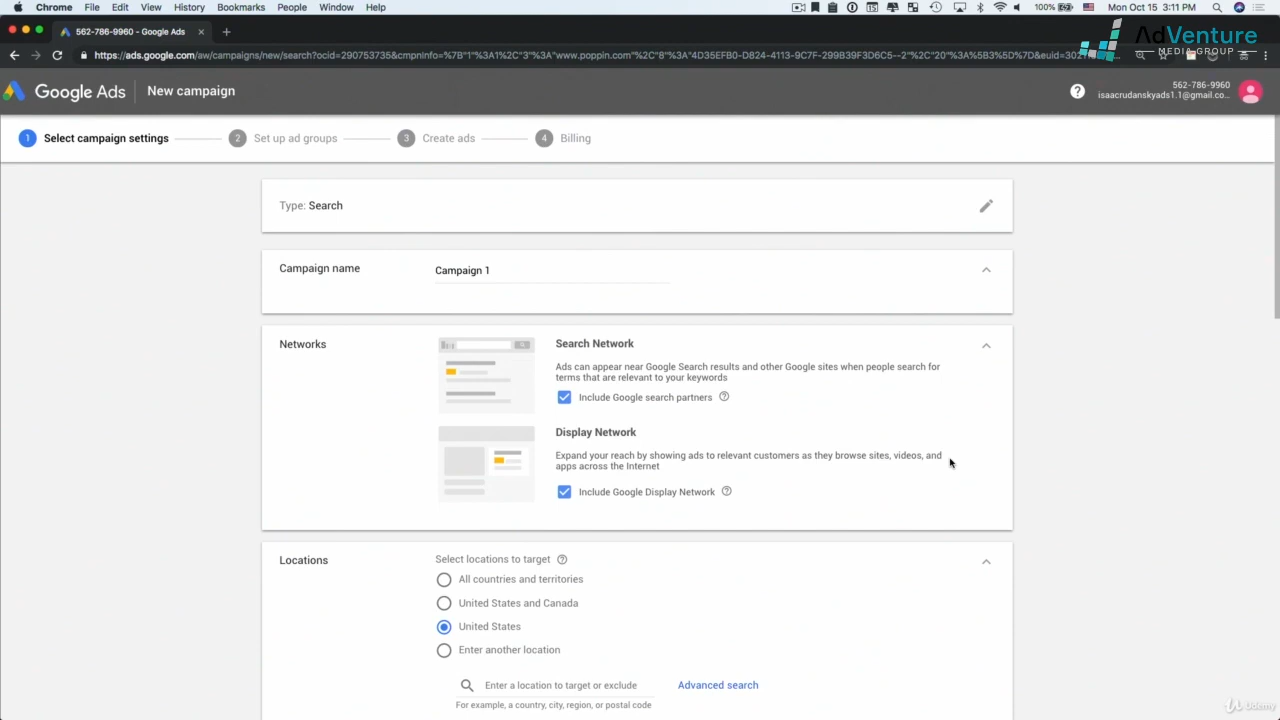 Chrome File Edit View History Bookmarks People Window Help 100% Mon Oct 15 3:11 PM
562-786-9960 - Google Ads
AdVenture
MEDIA GROUP
https://ads.google.com/aw/campaigns/new/search?ocid=290753735&cmpnInfo=%7B"1"%3A1%2C"3"%3A"www.poppin.com"%2C"8"%3A"4D35EFB0-D824-4113-9C7F-299B39F3D6C5--2"%2C"20"%3A%5B3%5D%7D&euid=3021
Google Ads New campaign
562-786-9960
isaacrudanskyads1.1@gmail.co...
1 Select campaign settings 2 Set up ad groups 3 Create ads 4 Billing
Type: Search
Campaign name Campaign 1
Networks
Search Network
Ads can appear near Google Search results and other Google sites when people search for
terms that are relevant to your keywords
Include Google search partners
Display Network
Expand your reach by showing ads to relevant customers as they browse sites, videos, and
apps across the Internet
Include Google Display Network
Locations
Select locations to target
All countries and territories
United States and Canada
United States
Enter another location
Enter a location to target or exclude Advanced search
For example, a country, city, region, or postal code
Udemy